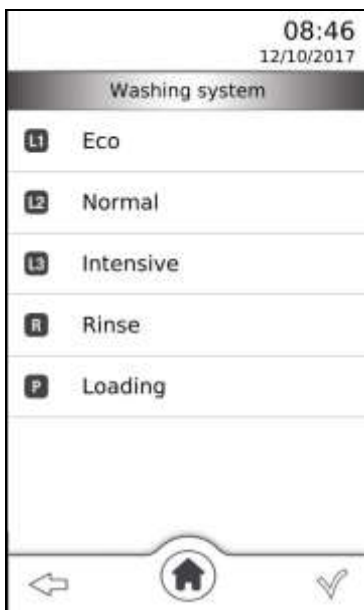 08:46
12/10/2017
Washing system
L1 Eco
L2 Normal
L3 Intensive
R Rinse
P Loading